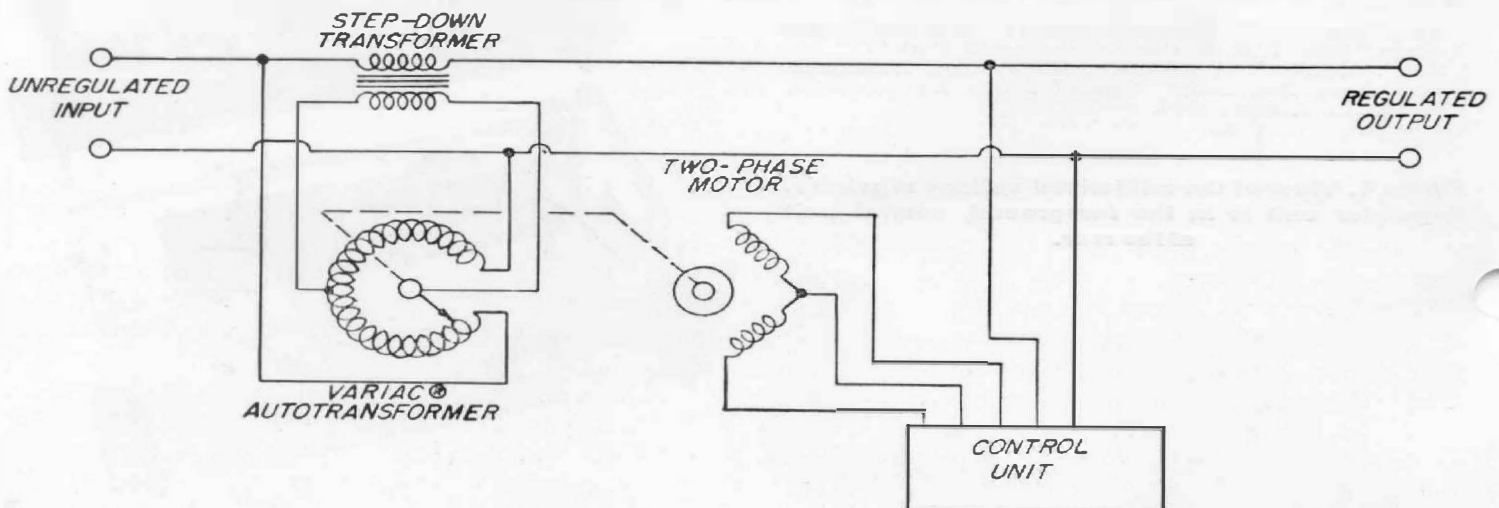 STEP-DOWN
TRANSFORMER
UNREGULATED
INPUT
REGULATED
OUTPUT
TWO-PHASE
MOTOR
VARIAC®
AUTOTRANSFORMER
CONTROL
UNIT